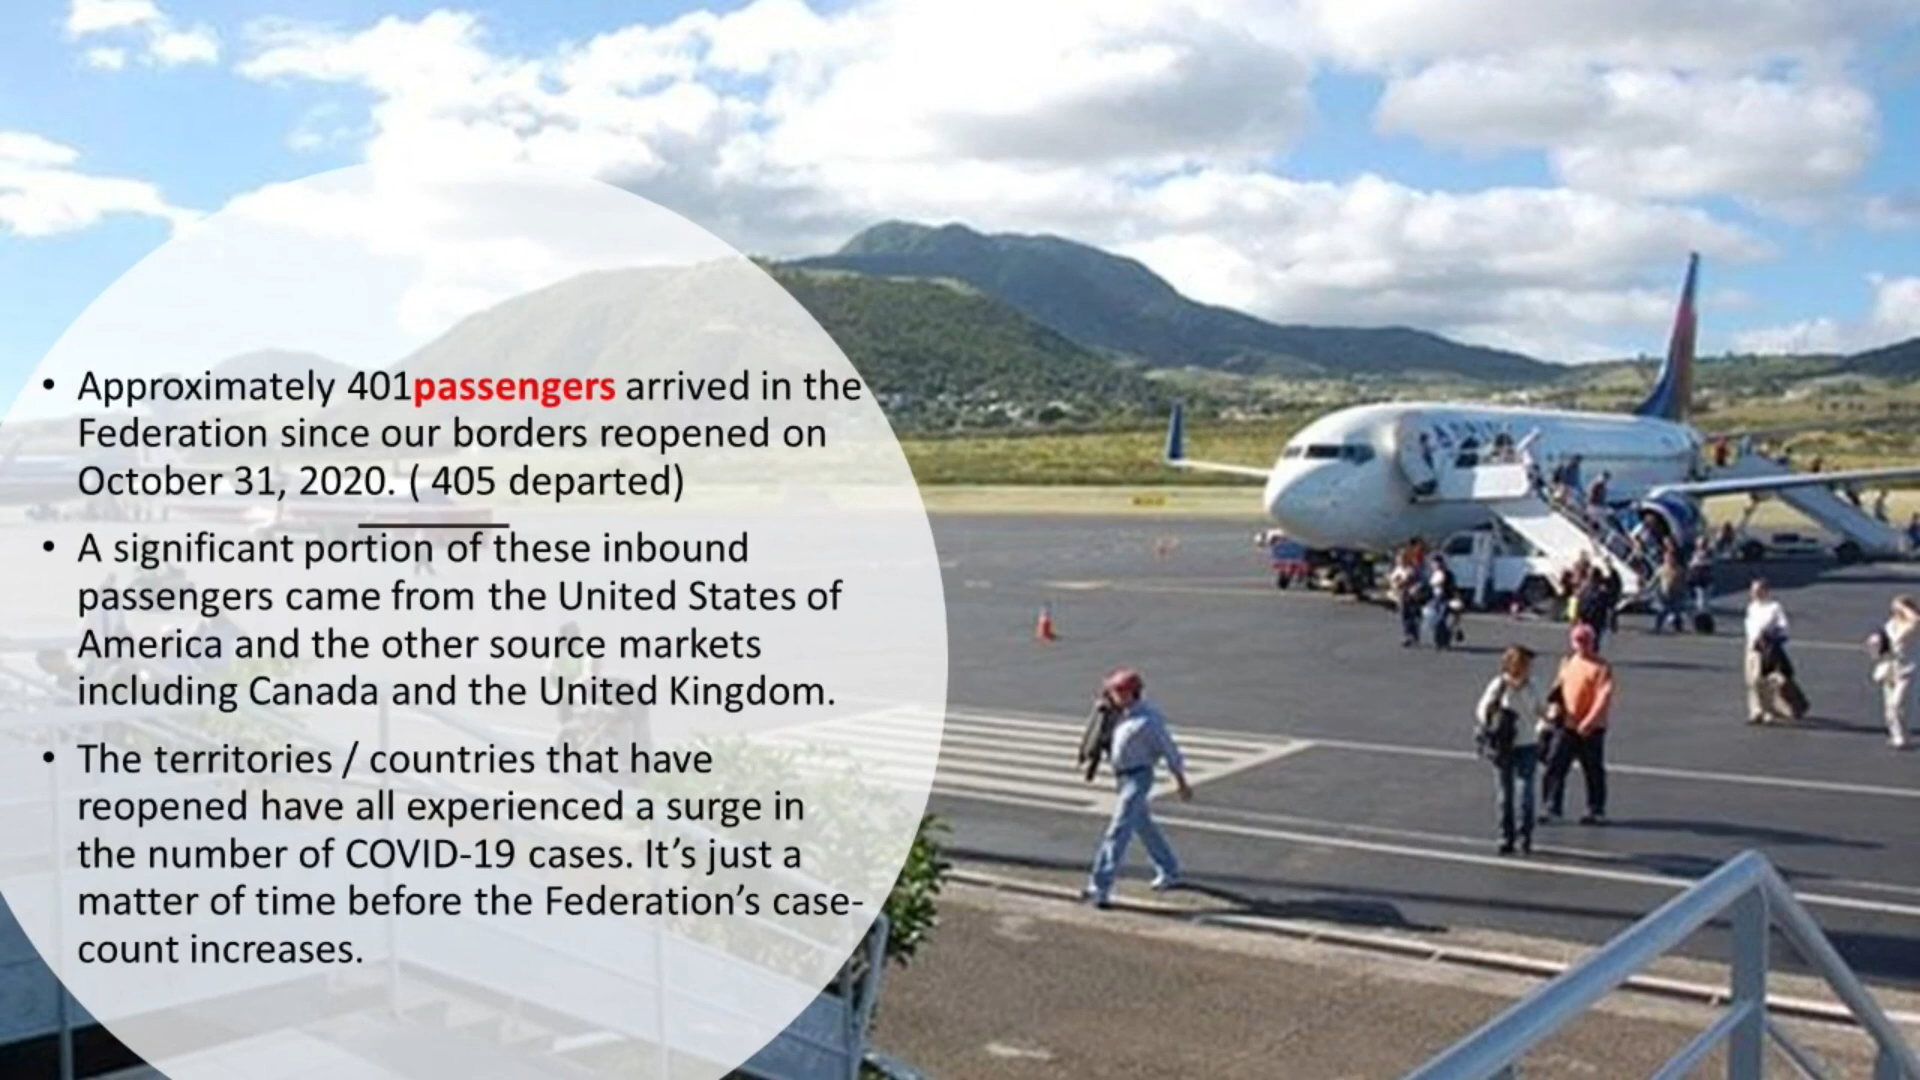 • Approximately 401passengers arrived in the
Federation since our borders reopened on
October 31, 2020. ( 405 departed)
• A significant portion of these inbound
passengers came from the United States of
America and the other source markets
including Canada and the United Kingdom.
• The territories / countries that have
reopened have all experienced a surge in
the number of COVID-19 cases. It’s just a
matter of time before the Federation’s case-
count increases.